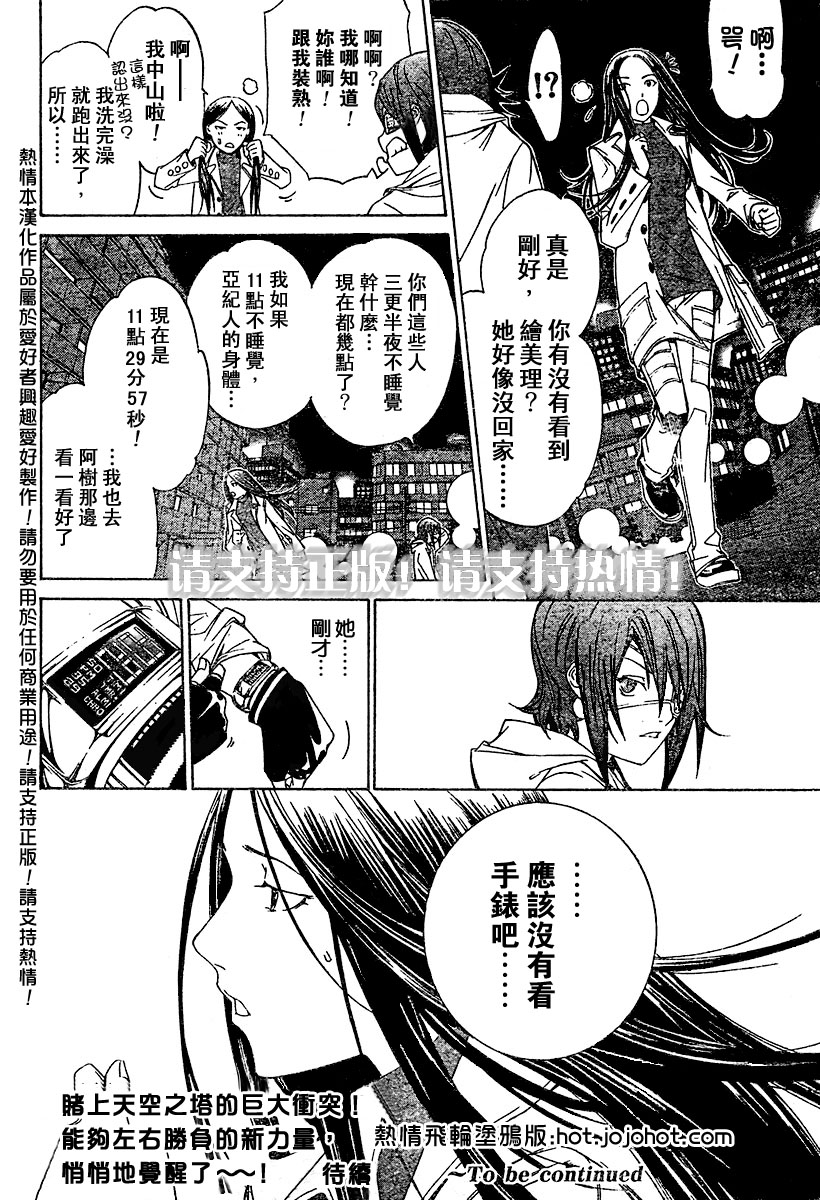 啊…
咢!
!?
真是
剛好，
你有沒有看到
繪美理?
她好像沒回家……
啊啊?
我哪知道!
妳誰啊!
跟我裝熟!
啊——
我中山啦!
這樣
認出來沒?
我洗完澡
就跑出來了，
所以……
你們這些人
三更半夜不睡覺
幹什麼…
現在都幾點了?
我如果
11點不睡覺，
亞紀人的身體…
現在是
11點29分57秒!
…我也去
阿樹那邊
看一看好了
请支持正版! 请支持热情!
她……
剛才…
……
應該沒有看
手錶吧……
賭上天空之塔的巨大衝突!
能夠左右勝負的新力量，
悄悄地覺醒了~~! 待續
熱情飛輪塗鴉版:hot.jojohot.com
~To be continued
熱情本漢化作品屬於愛好者興趣愛好製作!請勿要用於任何商業用途!請支持正版!請支持熱情!